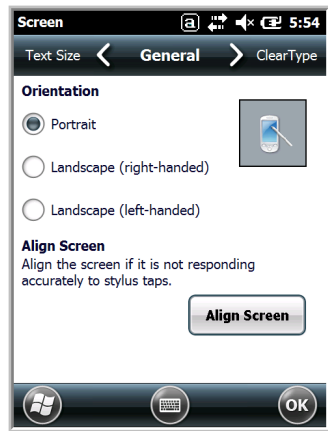 Screen a 5:54
Text Size General ClearType
Orientation
Portrait
Landscape (right-handed)
Landscape (left-handed)
Align Screen
Align the screen if it is not responding
accurately to stylus taps.
Align Screen
OK